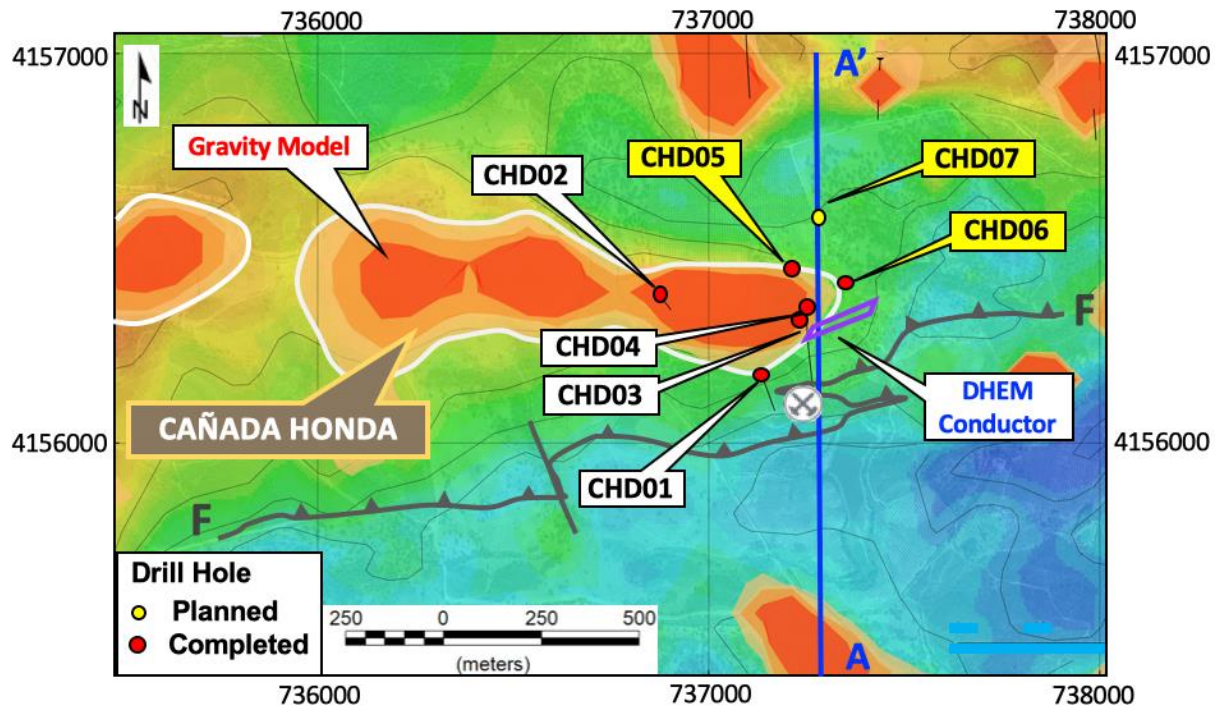 736000
737000
738000
4157000
4157000
N
A'
Gravity Model
CHD02
CHD05
CHD07
CHD06
F
CHD04
CHD03
DHEM
Conductor
CAÑADA HONDA
4156000
4156000
CHD01
F
Drill Hole
Planned
Completed
250 0 250 500
(meters)
A
736000
737000
738000